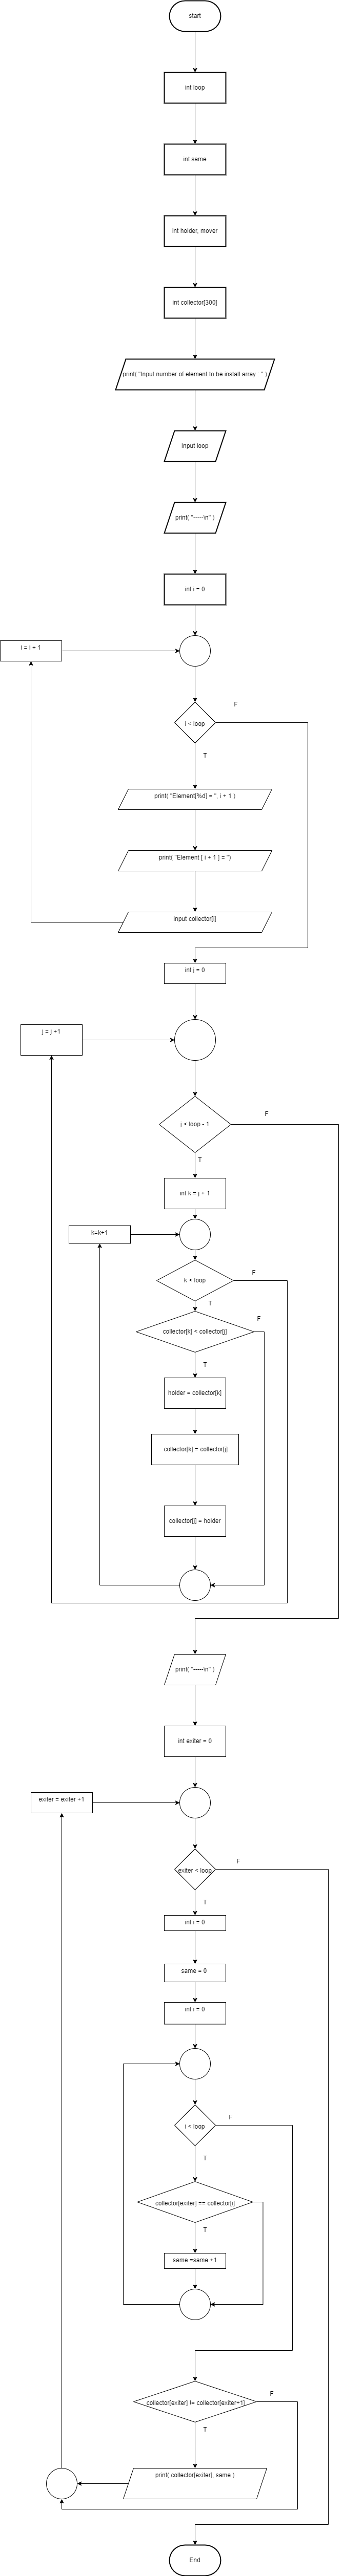 start
int loop
int same
int holder, mover
int collector[300]
print( "Input number of element to be install array : " )
Input loop
print( "-----\n" )
int i = 0
i = i + 1
F
i < loop
T
print( "Element[%d] = ", i + 1 )
print( "Element [ i + 1 ] = ")
input collector[i]
int j = 0
j = j +1
F
j < loop - 1
T
int k = j + 1
k=k+1
k < loop
F
T
F
collector[k] < collector[j]
T
holder = collector[k]
collector[k] = collector[j]
collector[j] = holder
print( "-----\n" )
int exiter = 0
exiter = exiter +1
F
exiter < loop
T
int i = 0
same = 0
int i = 0
F
i < loop
T
collector[exiter] == collector[i]
T
same =same +1
F
collector[exiter] != collector[exiter+1]
T
print( collector[exiter], same )
End